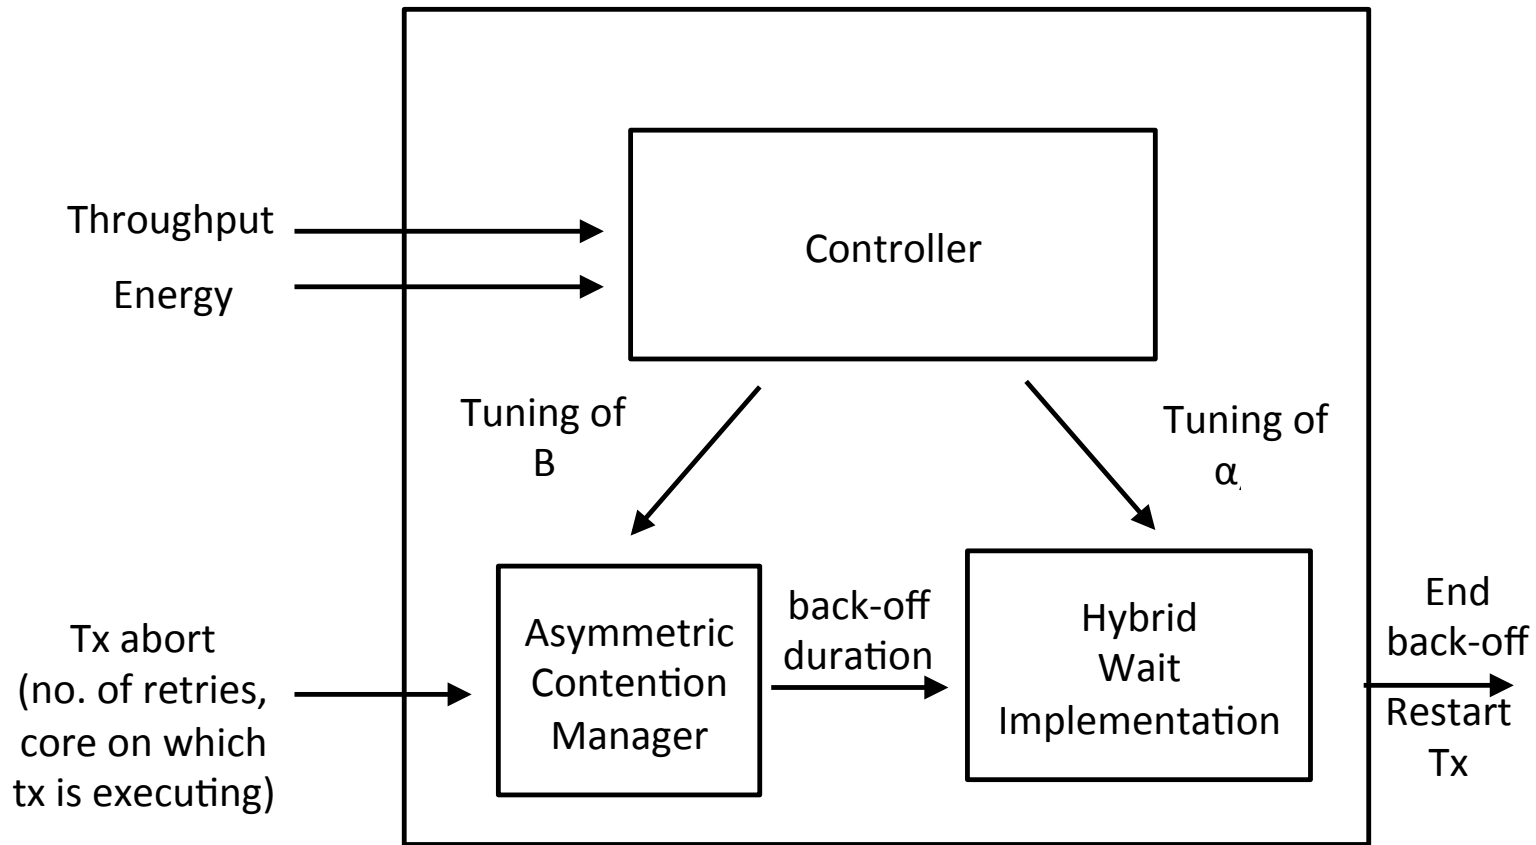 Throughput
Energy
Controller
Tuning of
B
Tuning of
α,
Tx abort
(no. of retries,
core on which
tx is executing)
Asymmetric
Contention
Manager
back-off
duration
Hybrid
Wait
Implementation
End
back-off
Restart
Tx